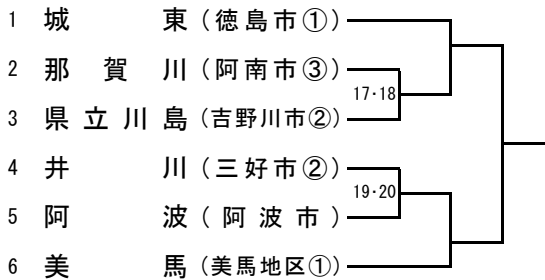 1 城東(徳島市①)
2 那賀川(阿南市③)
17・18
3 県立川島(吉野川市②)
4 井川(三好市②)
19・20
5 阿波(阿波市)
6 美馬(美馬地区①)